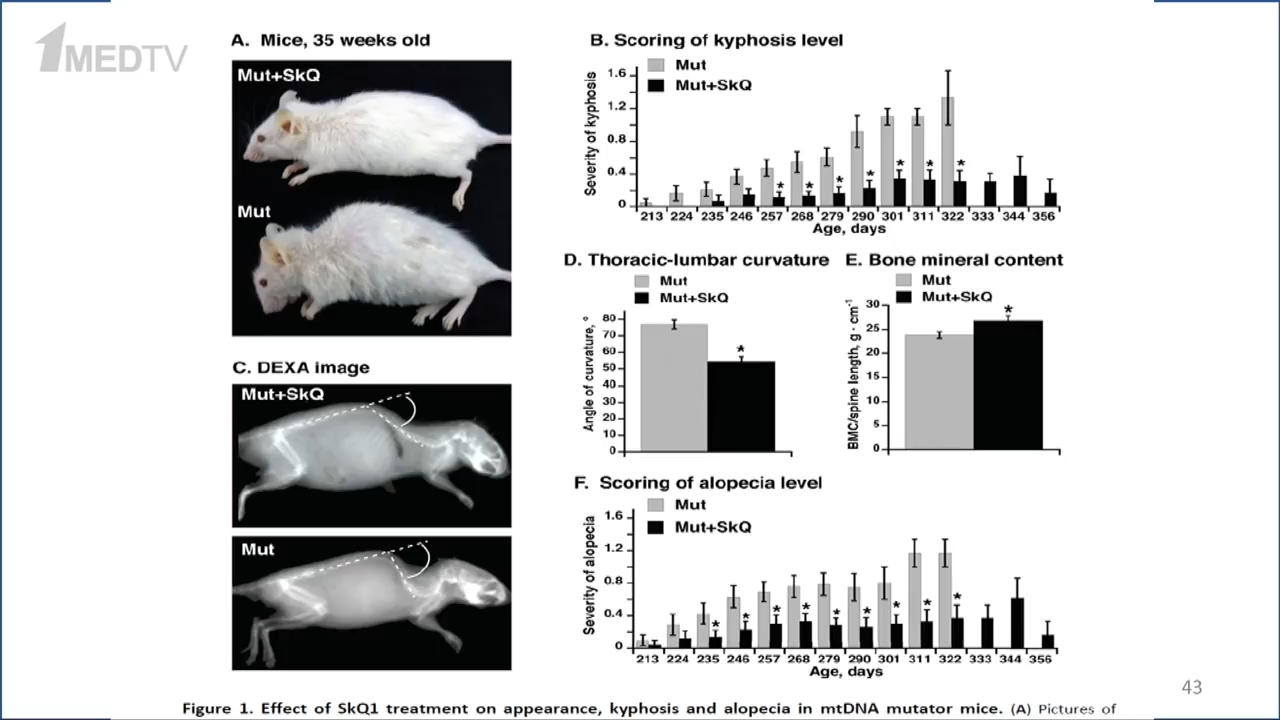 1MEDTV
A. Mice, 35 weeks old
Mut+SkQ
Mut
B. Scoring of kyphosis level
Mut
Mut+SkQ
Severity of kyphosis
1.6
1.2
0.8
0.4
0
* * * * * * *
213 224 235 246 257 268 279 290 301 311 322 333 344 356
Age, days
C. DEXA image
Mut+SkQ
Mut
D. Thoracic-lumbar curvature
Mut
Mut+SkQ
Angle of curvature, °
80
70
60
50
40
30
20
10
0
*
E. Bone mineral content
Mut
Mut+SkQ
BMC/spine length, g · cm⁻¹
30
25
20
15
10
5
0
*
F. Scoring of alopecia level
Mut
Mut+SkQ
Severity of alopecia
1.6
1.2
0.8
0.4
0
* * * * * * * * *
213 224 235 246 257 268 279 290 301 311 322 333 344 356
Age, days
43
Figure 1. Effect of SkQ1 treatment on appearance, kyphosis and alopecia in mtDNA mutator mice. (A) Pictures of